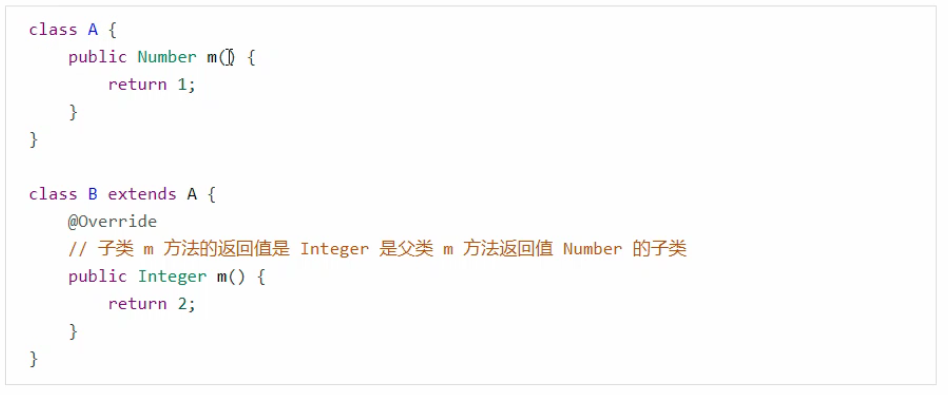 class A {
    public Number m() {
        return 1;
    }
}
class B extends A {
    @Override
    // 子类 m 方法的返回值是 Integer 是父类 m 方法返回值 Number 的子类
    public Integer m() {
        return 2;
    }
}